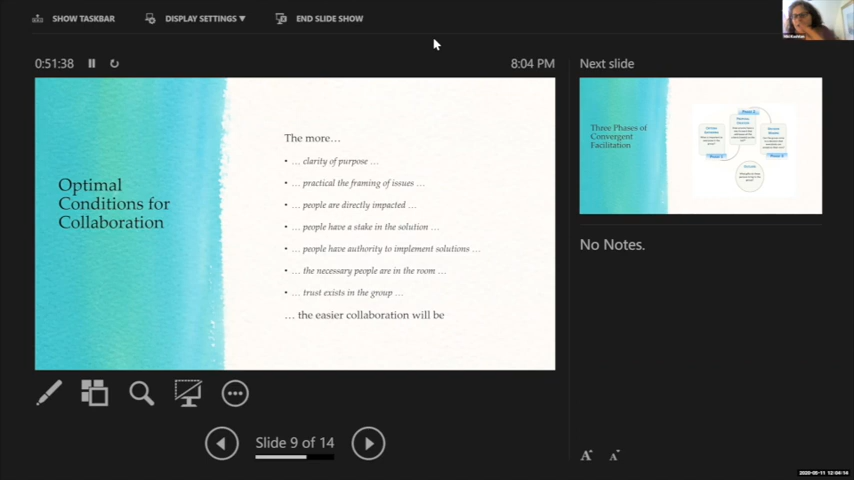 SHOW TASKBAR
DISPLAY SETTINGS ▼
END SLIDE SHOW
0:51:38
8:04 PM
Next slide
Optimal
Conditions for
Collaboration
The more…
• … clarity of purpose …
• … practical the framing of issues …
• … people are directly impacted …
• … people have a stake in the solution …
• … people have authority to implement solutions …
• … the necessary people are in the room …
• … trust exists in the group …
… the easier collaboration will be
Three Phases of
Convergent
Facilitation
No Notes.
Slide 9 of 14
A A